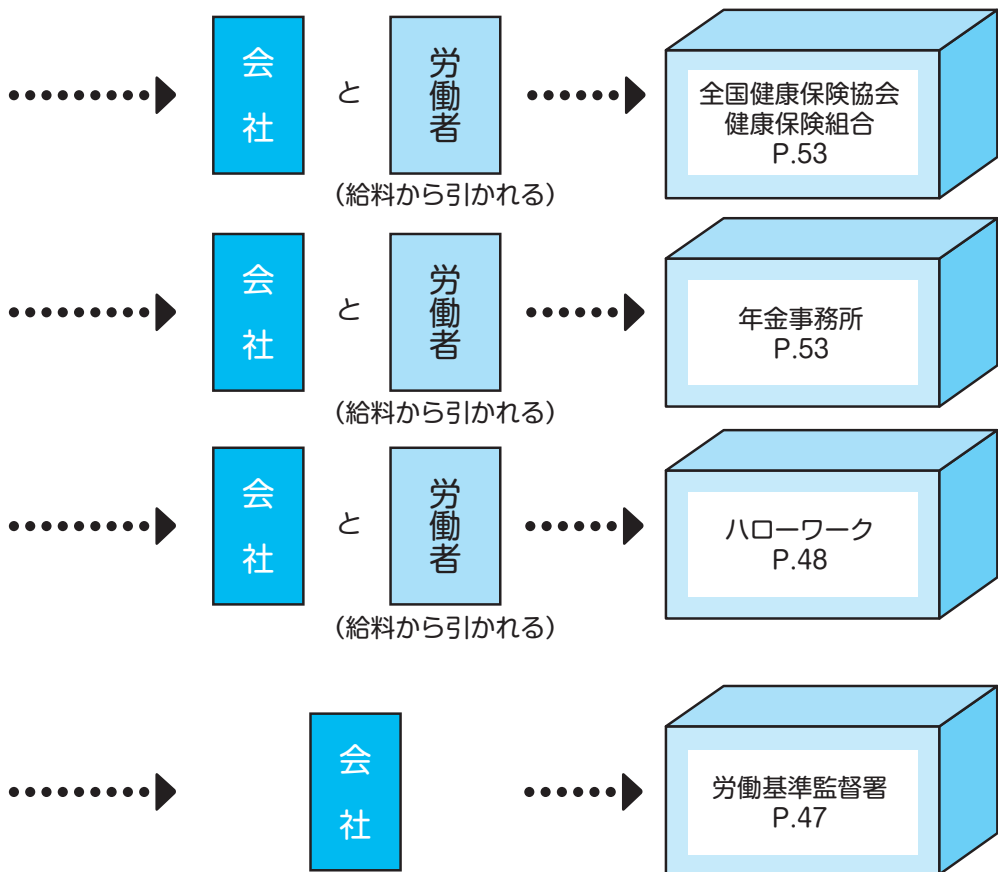 会社
と
労働者
(給料から引かれる)
全国健康保険協会
健康保険組合
P.53
会社
と
労働者
(給料から引かれる)
年金事務所
P.53
会社
と
労働者
(給料から引かれる)
ハローワーク
P.48
会社
労働基準監督署
P.47